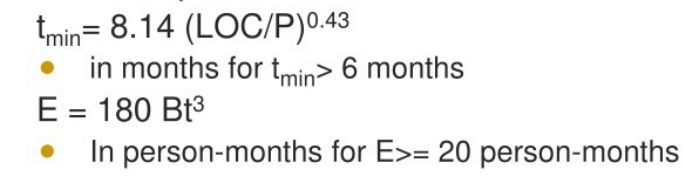 tmin= 8.14 (LOC/P)0.43
• in months for tmin> 6 months
E = 180 Bt3
• In person-months for E>= 20 person-months